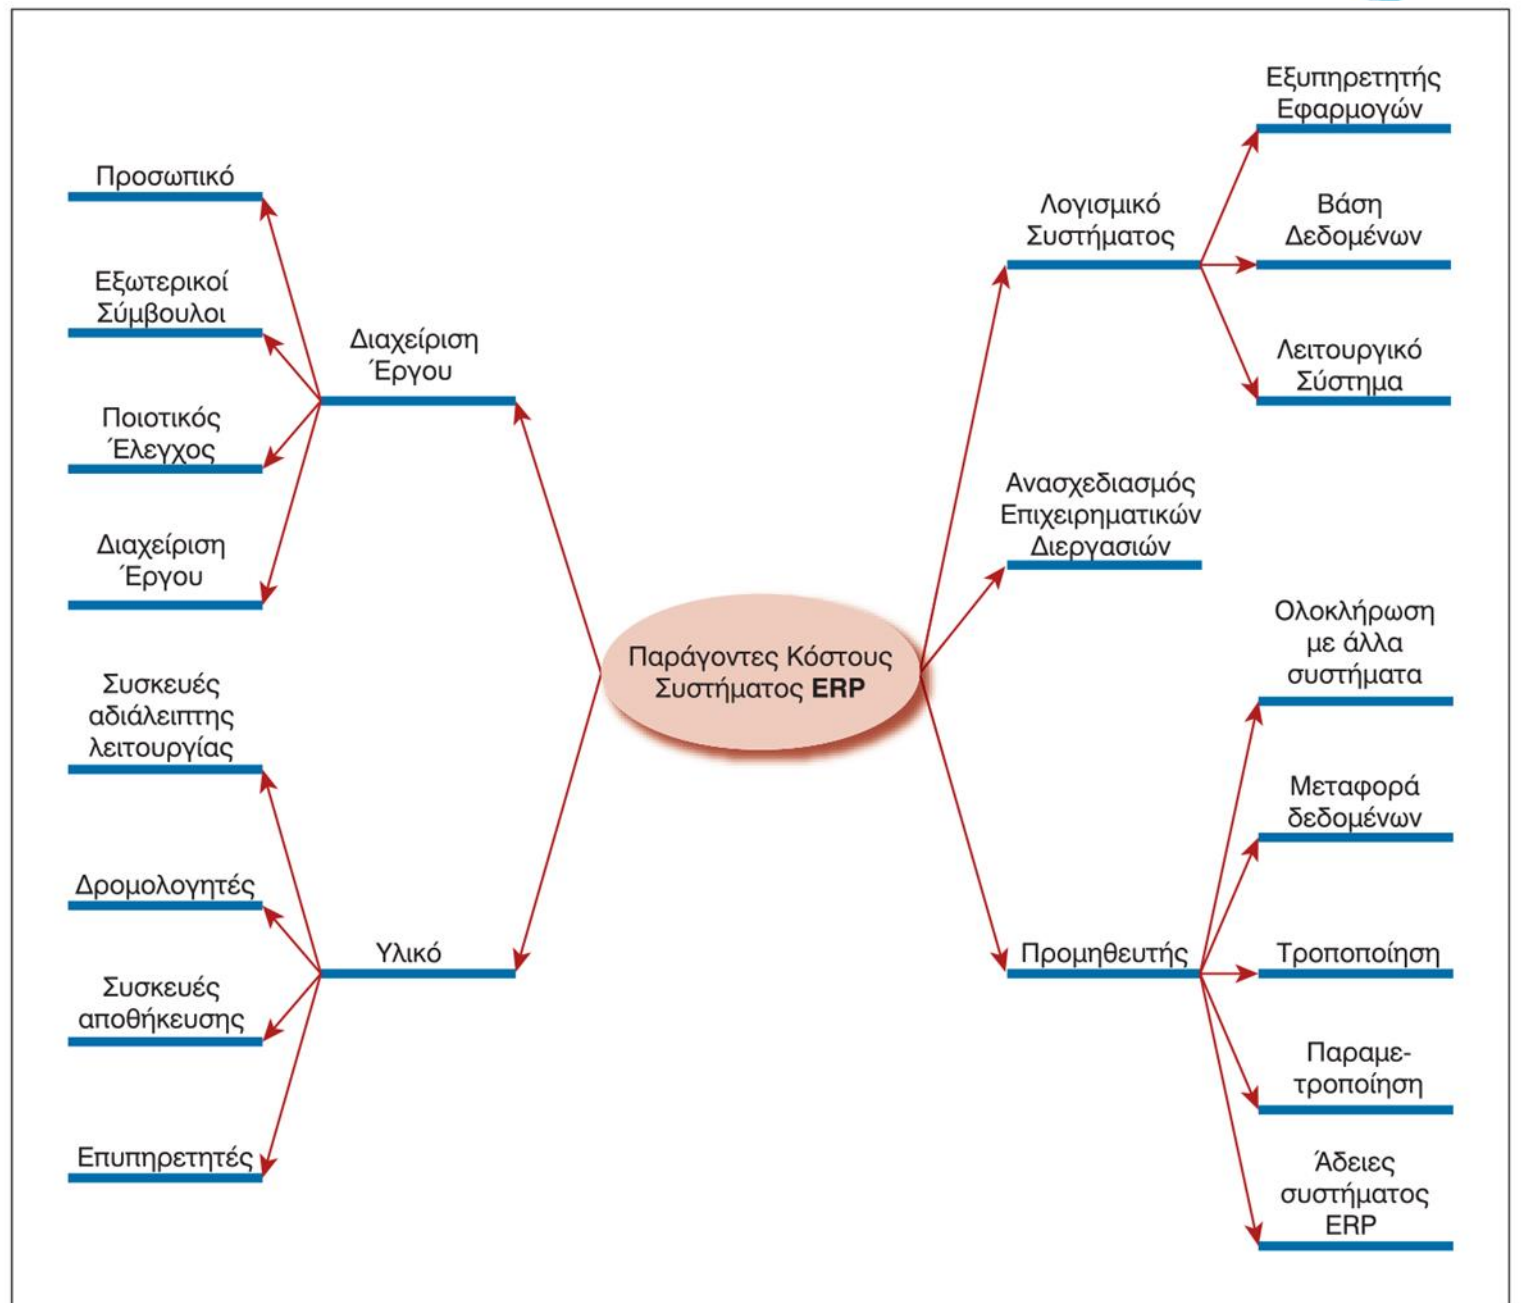 Προσωπικό
Εξωτερικοί
Σύμβουλοι
Ποιοτικός
Έλεγχος
Διαχείριση
Έργου
Διαχείριση
Έργου
Συσκευές
αδιάλειπτης
λειτουργίας
Δρομολογητές
Συσκευές
αποθήκευσης
Επυπηρετητές
Υλικό
Παράγοντες Κόστους
Συστήματος ERP
Λογισμικό
Συστήματος
Εξυπηρετητής
Εφαρμογών
Βάση
Δεδομένων
Λειτουργικό
Σύστημα
Ανασχεδιασμός
Επιχειρηματικών
Διεργασιών
Προμηθευτής
Ολοκλήρωση
με άλλα
συστήματα
Μεταφορά
δεδομένων
Τροποποίηση
Παραμε-
τροποίηση
Άδειες
συστήματος
ERP